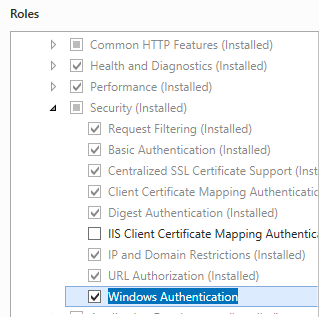 Roles
Common HTTP Features (Installed)
Health and Diagnostics (Installed)
Performance (Installed)
Security (Installed)
Request Filtering (Installed)
Basic Authentication (Installed)
Centralized SSL Certificate Support (Inst
Client Certificate Mapping Authenticatic
Digest Authentication (Installed)
IIS Client Certificate Mapping Authentic
IP and Domain Restrictions (Installed)
URL Authorization (Installed)
Windows Authentication